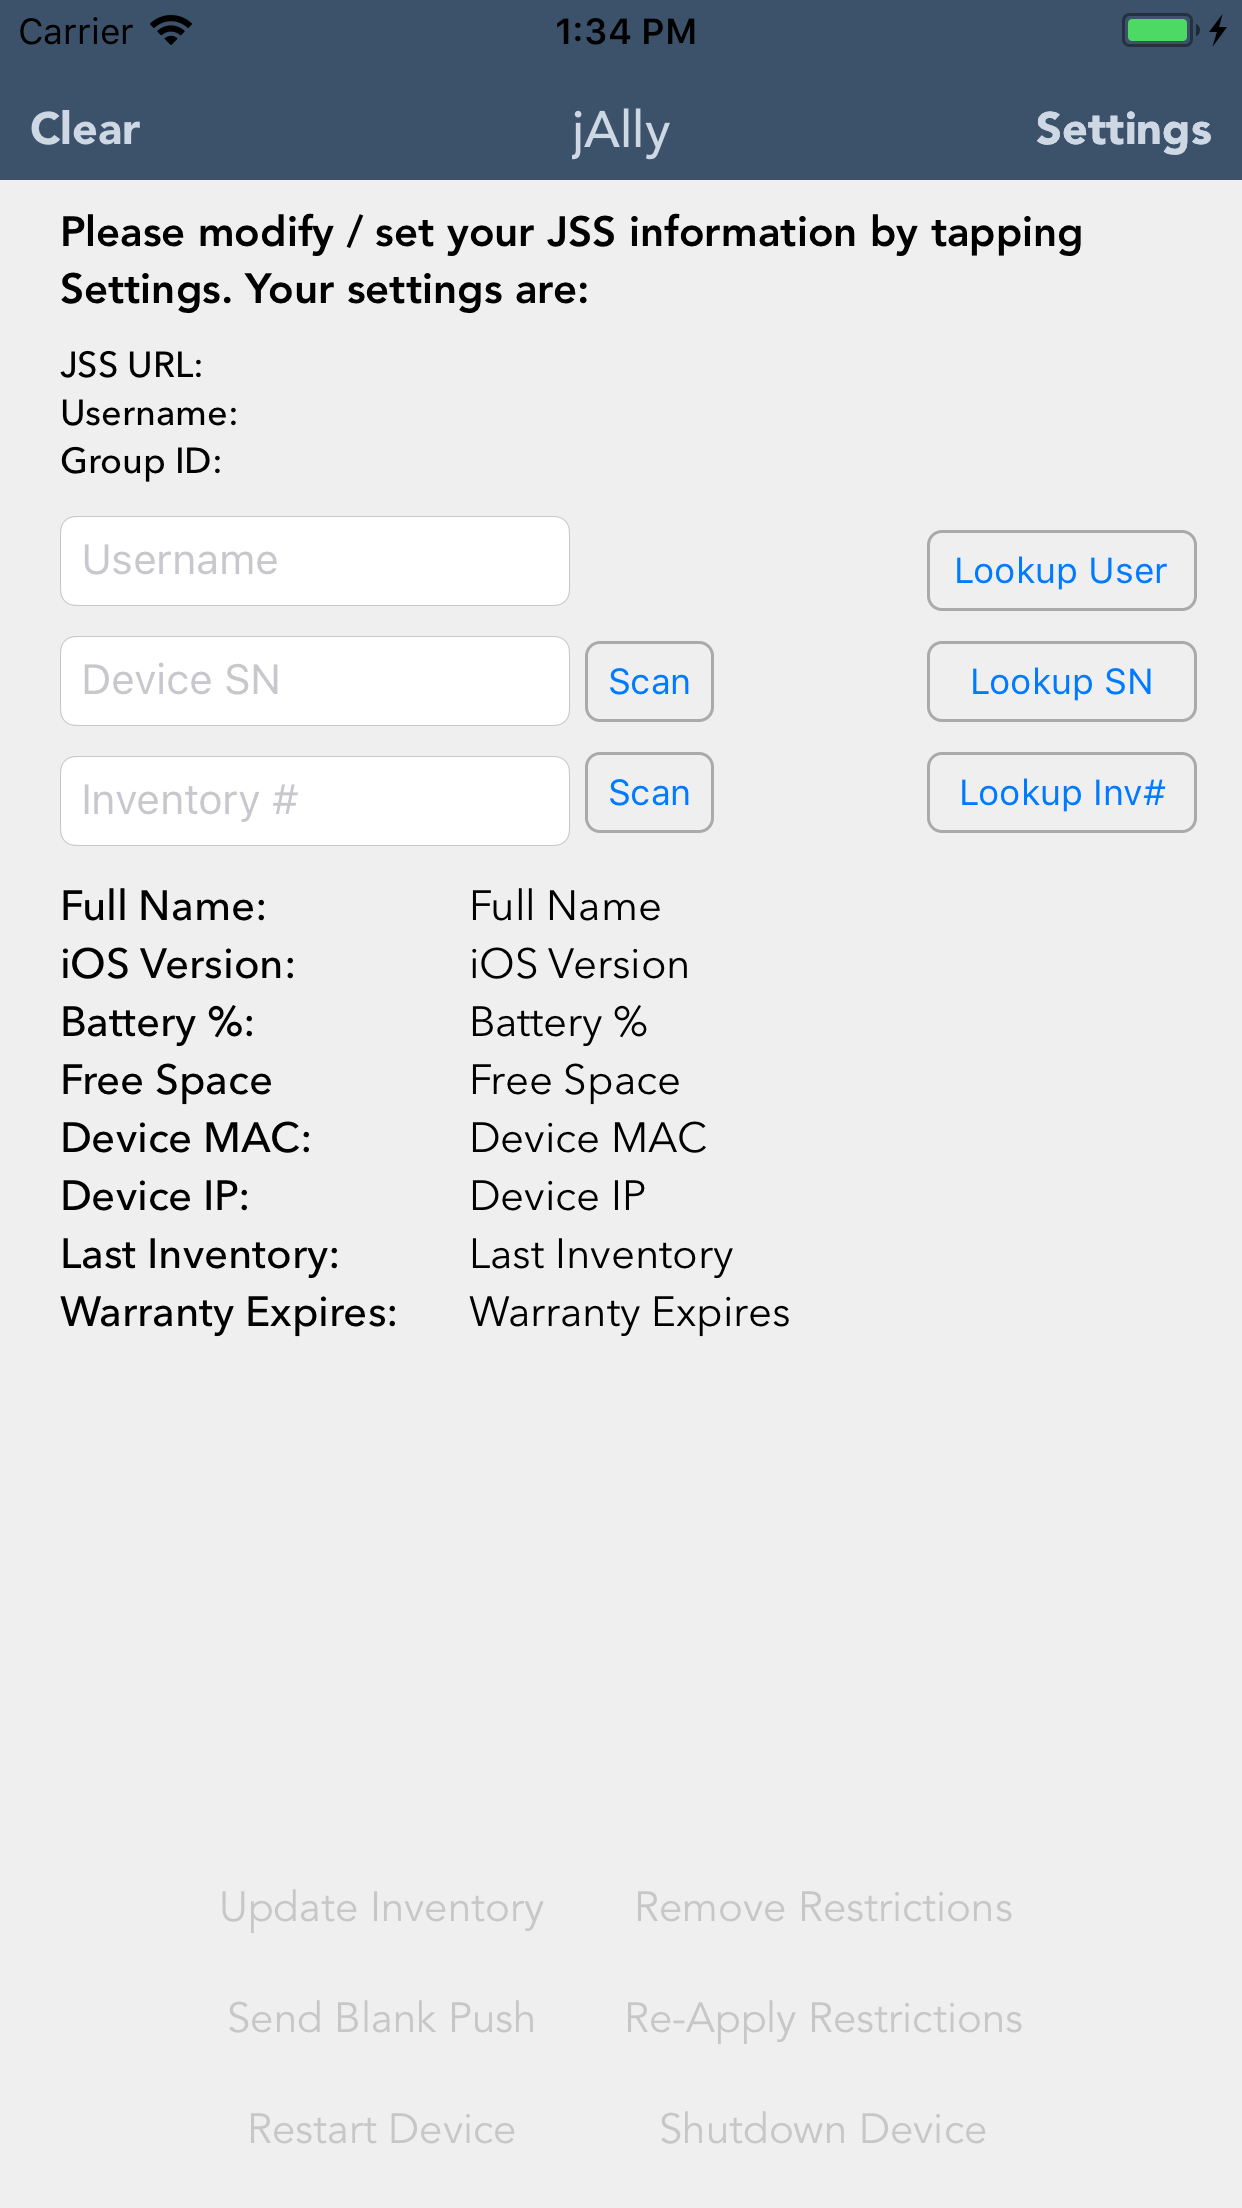 Carrier 1:34 PM
Clear jAlly Settings
Please modify / set your JSS information by tapping
Settings. Your settings are:
JSS URL:
Username:
Group ID:
Username Lookup User
Device SN Scan Lookup SN
Inventory # Scan Lookup Inv#
Full Name: Full Name
iOS Version: iOS Version
Battery %: Battery %
Free Space Free Space
Device MAC: Device MAC
Device IP: Device IP
Last Inventory: Last Inventory
Warranty Expires: Warranty Expires
Update Inventory Remove Restrictions
Send Blank Push Re-Apply Restrictions
Restart Device Shutdown Device